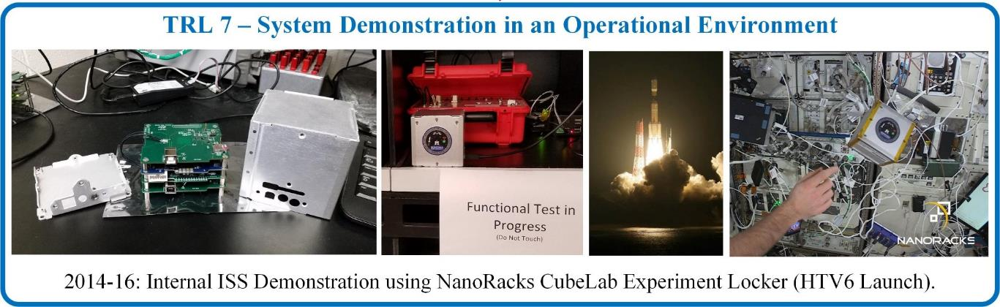 TRL 7 – System Demonstration in an Operational Environment
Functional Test in
Progress
(Do Not Touch)
NANORACKS
2014-16: Internal ISS Demonstration using NanoRacks CubeLab Experiment Locker (HTV6 Launch).